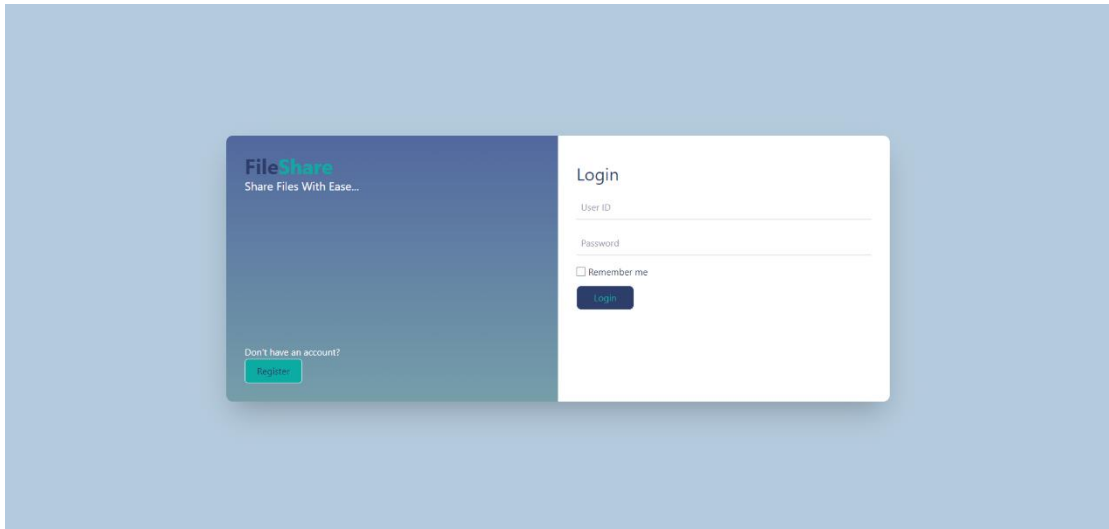 FileShare
Share Files With Ease...
Don't have an account?
Register
Login
User ID
Password
Remember me
Login